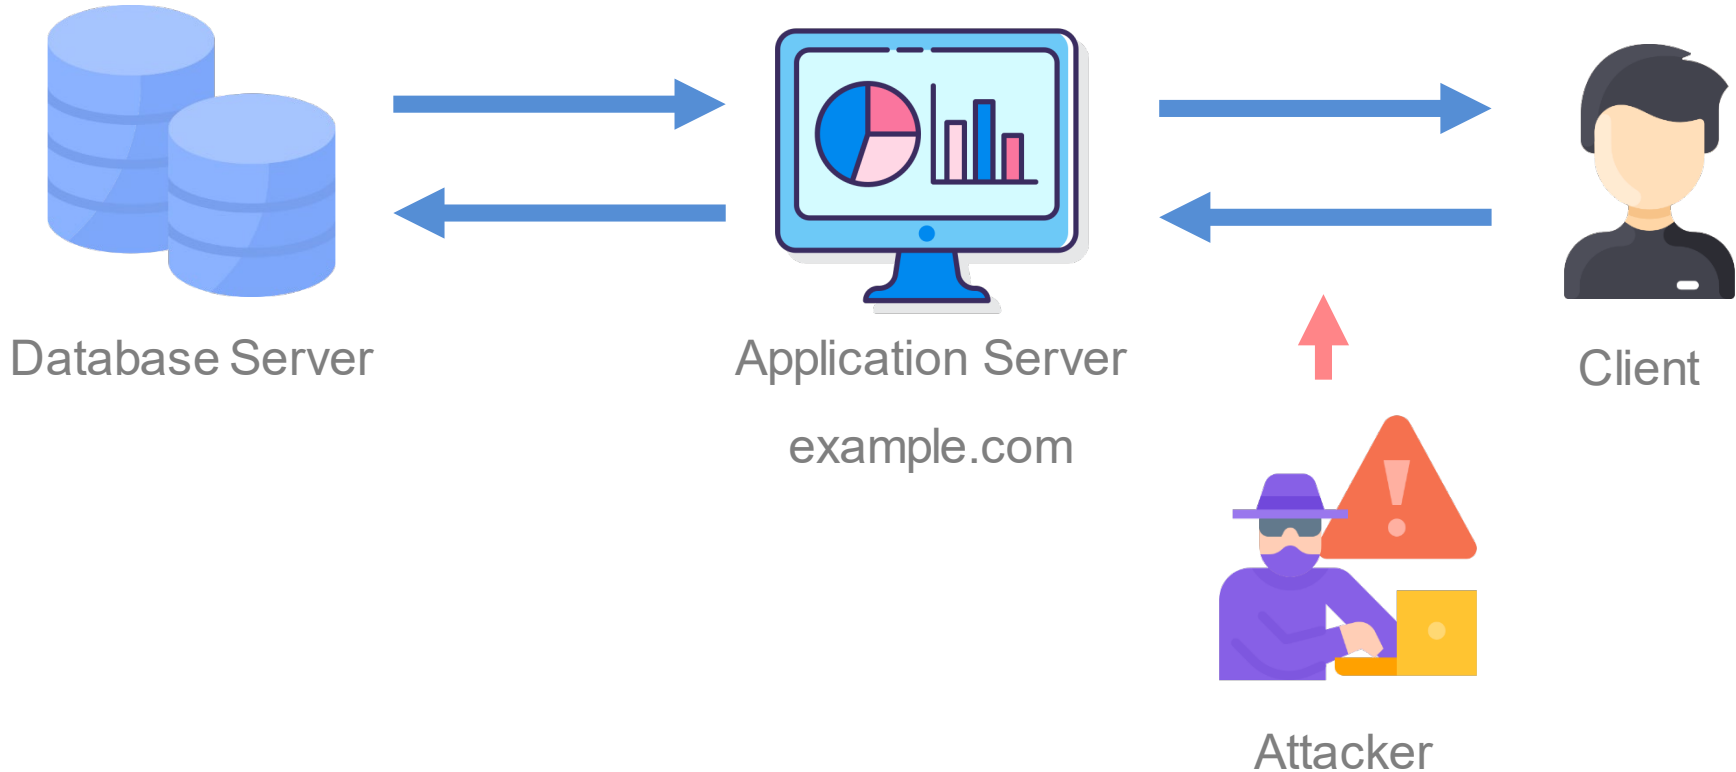 Database Server
Application Server
example.com
Client
Attacker